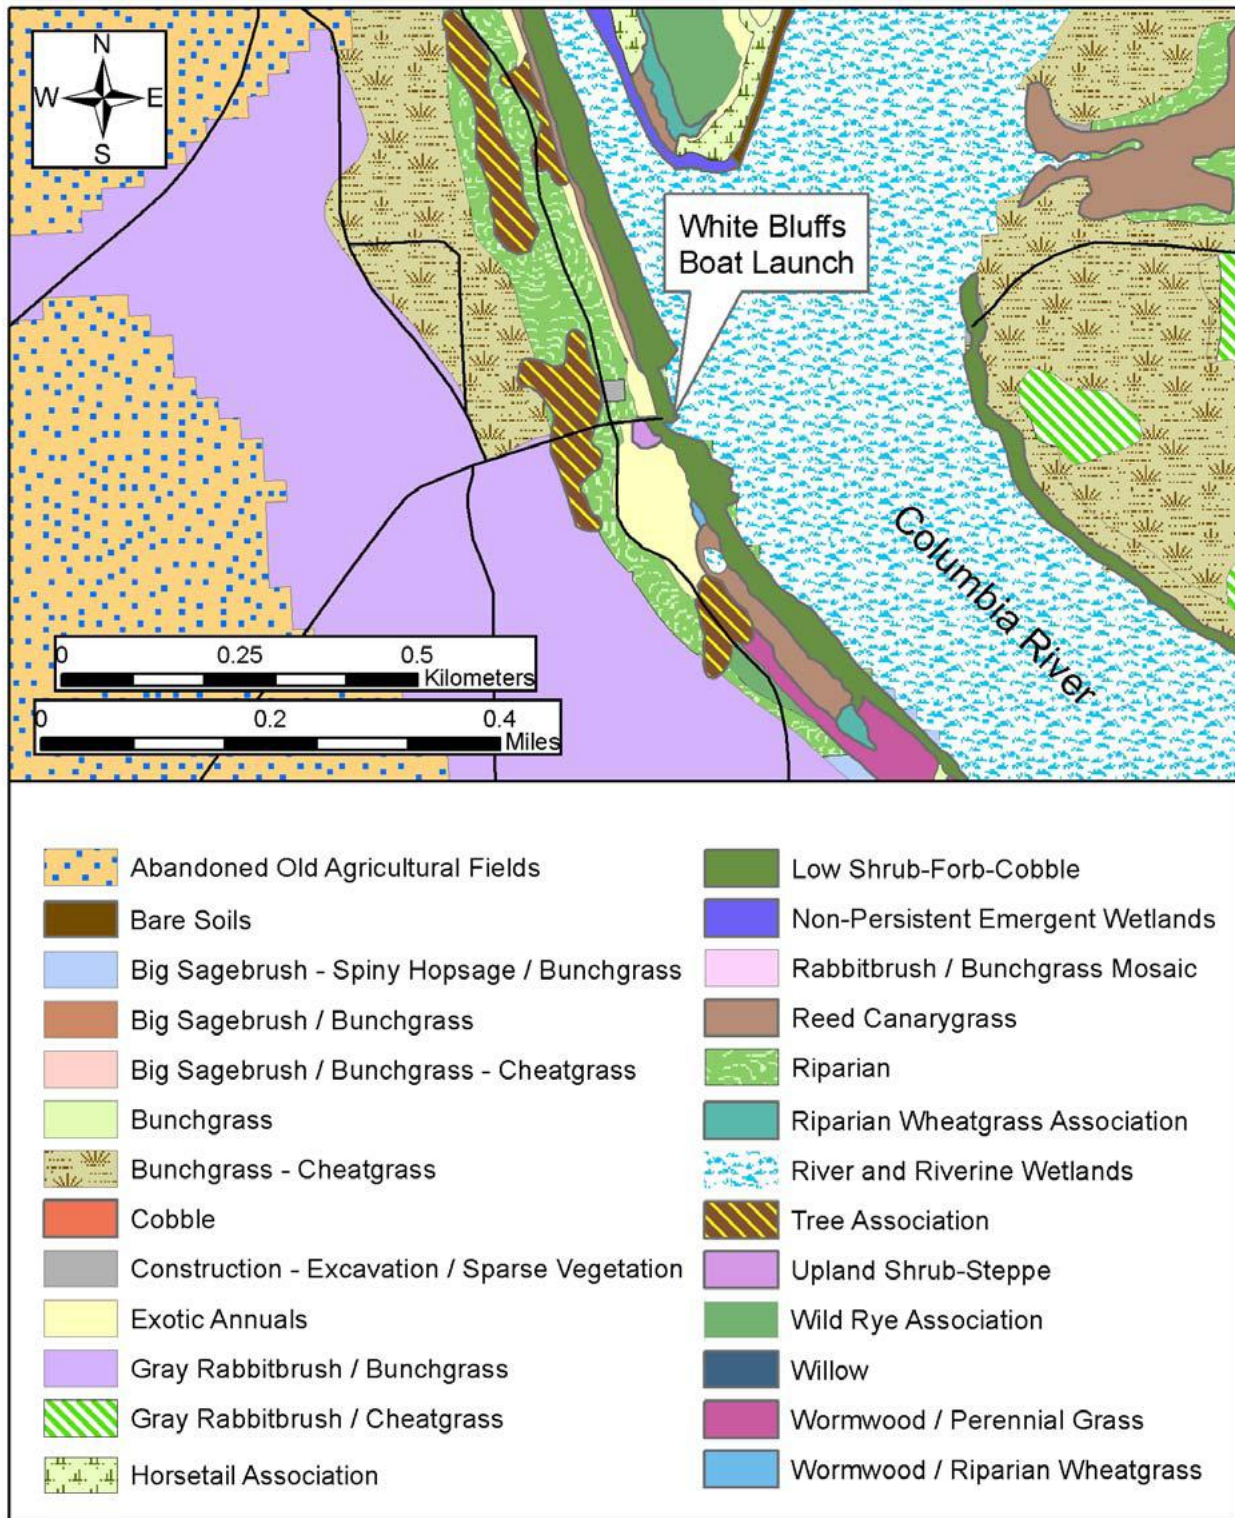 N
W E
S
White Bluffs
Boat Launch
Columbia River
0 0.25 0.5
Kilometers
0 0.2 0.4
Miles
Abandoned Old Agricultural Fields
Bare Soils
Big Sagebrush - Spiny Hopsage / Bunchgrass
Big Sagebrush / Bunchgrass
Big Sagebrush / Bunchgrass - Cheatgrass
Bunchgrass
Bunchgrass - Cheatgrass
Cobble
Construction - Excavation / Sparse Vegetation
Exotic Annuals
Gray Rabbitbrush / Bunchgrass
Gray Rabbitbrush / Cheatgrass
Horsetail Association
Low Shrub-Forb-Cobble
Non-Persistent Emergent Wetlands
Rabbitbrush / Bunchgrass Mosaic
Reed Canarygrass
Riparian
Riparian Wheatgrass Association
River and Riverine Wetlands
Tree Association
Upland Shrub-Steppe
Wild Rye Association
Willow
Wormwood / Perennial Grass
Wormwood / Riparian Wheatgrass